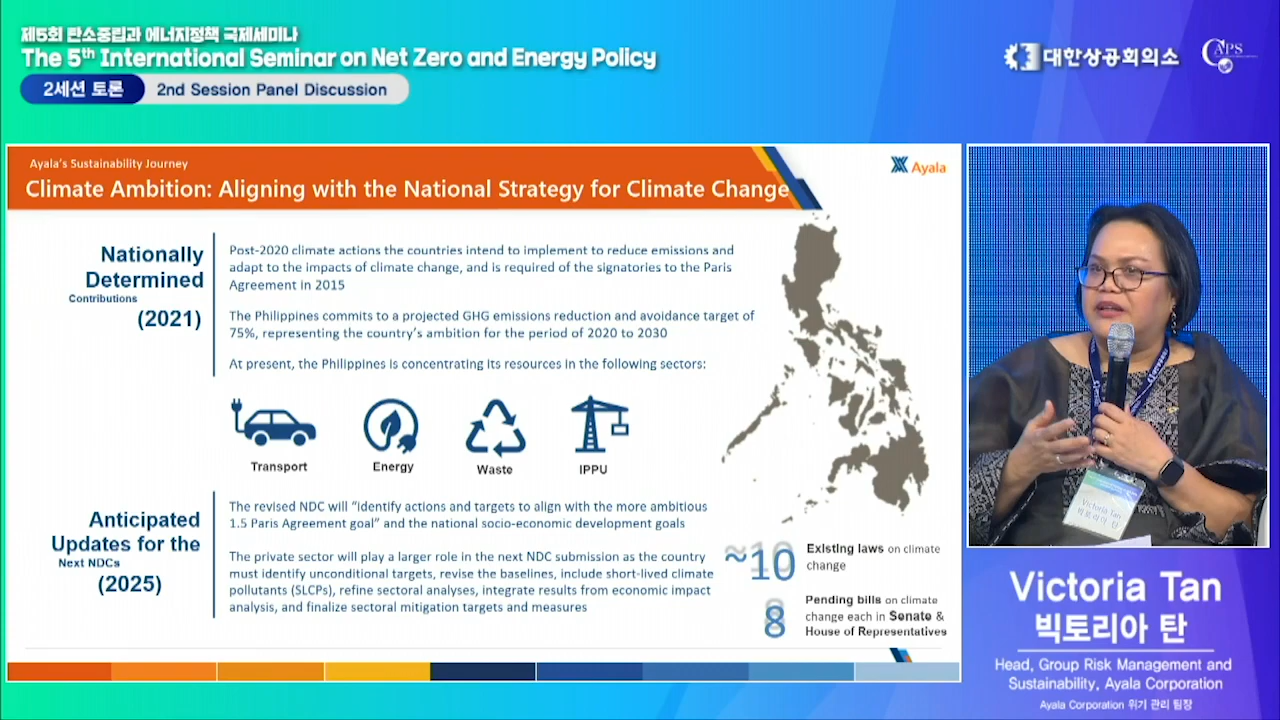 제5회 탄소중립과 에너지정책 국제세미나
The 5th International Seminar on Net Zero and Energy Policy
2세션 토론 2nd Session Panel Discussion
대한상공회의소
CAPS
Ayala's Sustainability Journey
Climate Ambition: Aligning with the National Strategy for Climate Change
Ayala
Nationally
Determined
Contributions
(2021)
Post-2020 climate actions the countries intend to implement to reduce emissions and
adapt to the impacts of climate change, and is required of the signatories to the Paris
Agreement in 2015
The Philippines commits to a projected GHG emissions reduction and avoidance target of
75%, representing the country's ambition for the period of 2020 to 2030
At present, the Philippines is concentrating its resources in the following sectors:
Transport
Energy
Waste
IPPU
Anticipated
Updates for the
Next NDCs
(2025)
The revised NDC will "identify actions and targets to align with the more ambitious
1.5 Paris Agreement goal" and the national socio-economic development goals
The private sector will play a larger role in the next NDC submission as the country
must identify unconditional targets, revise the baselines, include short-lived climate
pollutants (SLCPs), refine sectoral analyses, integrate results from economic impact
analysis, and finalize sectoral mitigation targets and measures
~10
Existing laws on climate
change
8
Pending bills on climate
change each in Senate &
House of Representatives
Victoria Tan
빅토리아 탄
Victoria Tan
빅토리아 탄
Head, Group Risk Management and
Sustainability, Ayala Corporation
Ayala Corporation 위기 관리 팀장